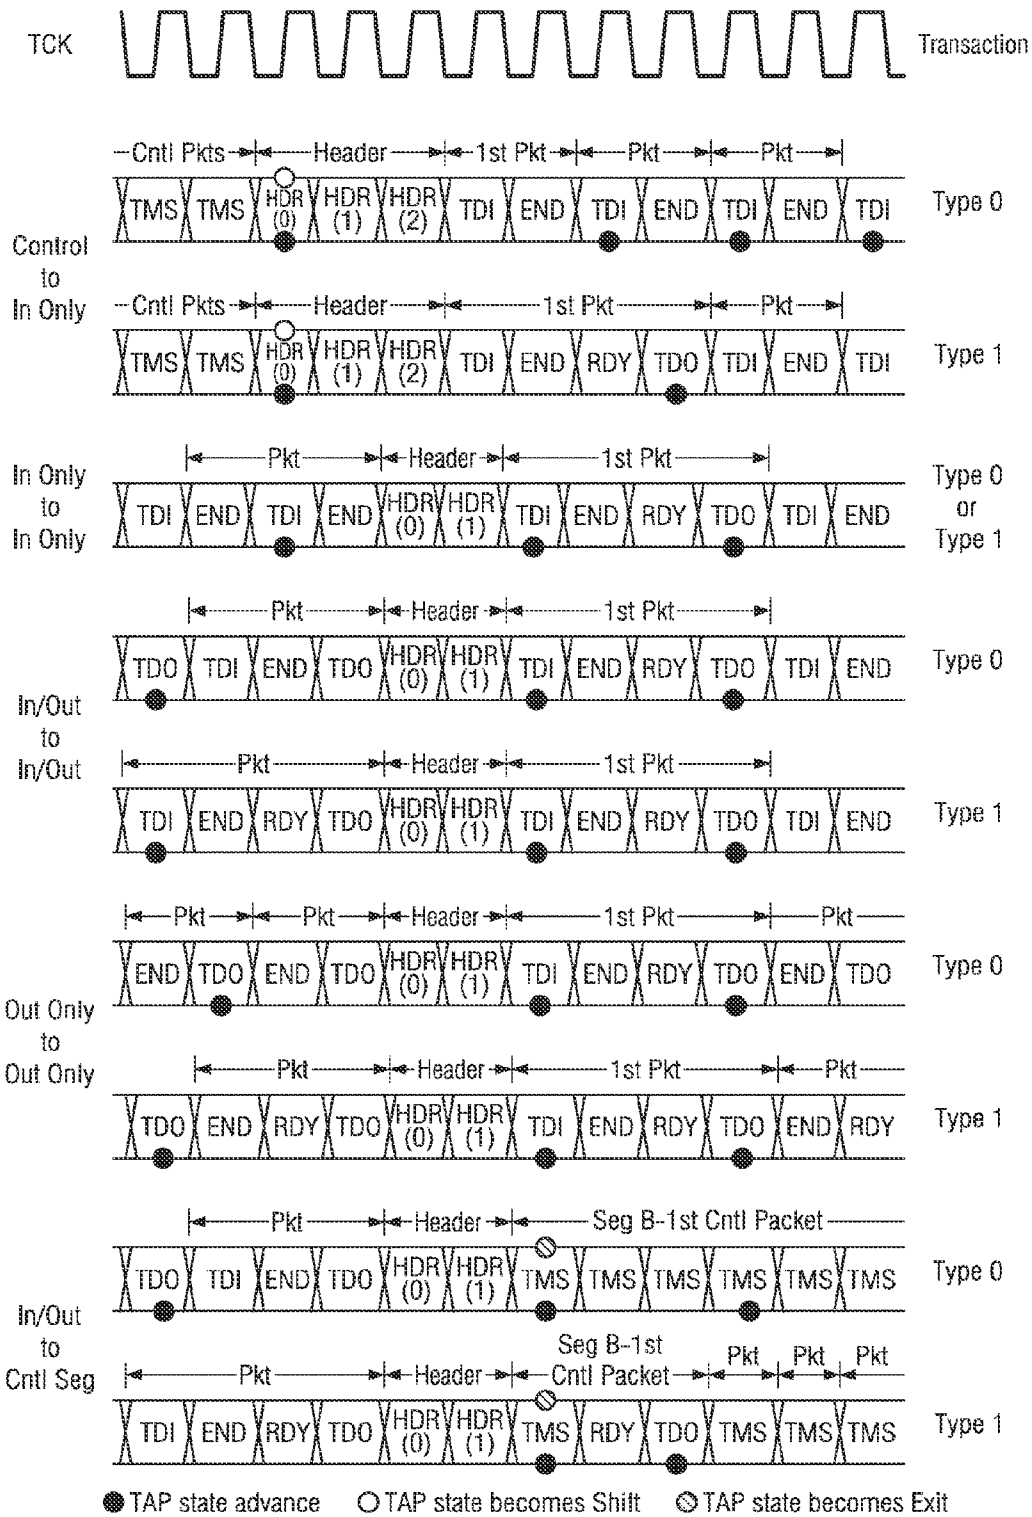 TCK Transaction
Cntl Pkts Header 1st Pkt Pkt Pkt
TMS TMS HDR (0) HDR (1) HDR (2) TDI END TDI END TDI END TDI Type 0
Control to In Only
Cntl Pkts Header 1st Pkt Pkt
TMS TMS HDR (0) HDR (1) HDR (2) TDI END RDY TDO TDI END TDI Type 1
Pkt Header 1st Pkt
In Only to In Only
TDI END TDI END HDR (0) HDR (1) TDI END RDY TDO TDI END Type 0 or Type 1
Pkt Header 1st Pkt
TDO TDI END TDO HDR (0) HDR (1) TDI END RDY TDO TDI END Type 0
In/Out to In/Out
Pkt Header 1st Pkt
TDI END RDY TDO HDR (0) HDR (1) TDI END RDY TDO TDI END Type 1
Pkt Pkt Header 1st Pkt Pkt
END TDO END TDO HDR (0) HDR (1) TDI END RDY TDO END TDO Type 0
Out Only to Out Only
Pkt Header 1st Pkt Pkt
TDO END RDY TDO HDR (0) HDR (1) TDI END RDY TDO END RDY Type 1
Pkt Header Seg B-1st Cntl Packet
TDO TDI END TDO HDR (0) HDR (1) TMS TMS TMS TMS TMS TMS Type 0
In/Out to Cntl Seg
Pkt Header Seg B-1st Cntl Packet Pkt Pkt Pkt
TDI END RDY TDO HDR (0) HDR (1) TMS RDY TDO TMS TMS TMS Type 1
TAP state advance TAP state becomes Shift TAP state becomes Exit